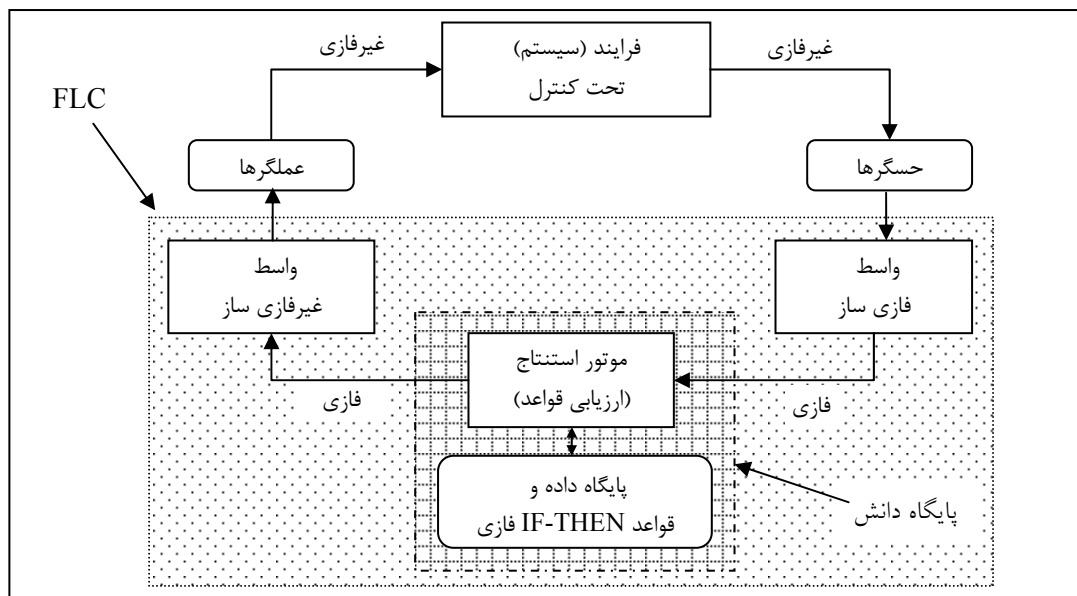 غیرفازی
فرایند (سیستم)
تحت کنترل
غیرفازی
FLC
عملگرها
حسگرها
واسط
غیرفازی ساز
واسط
فازی ساز
موتور استنتاج
(ارزیابی قواعد)
فازی
فازی
پایگاه داده و
قواعد IF-THEN فازی
پایگاه دانش